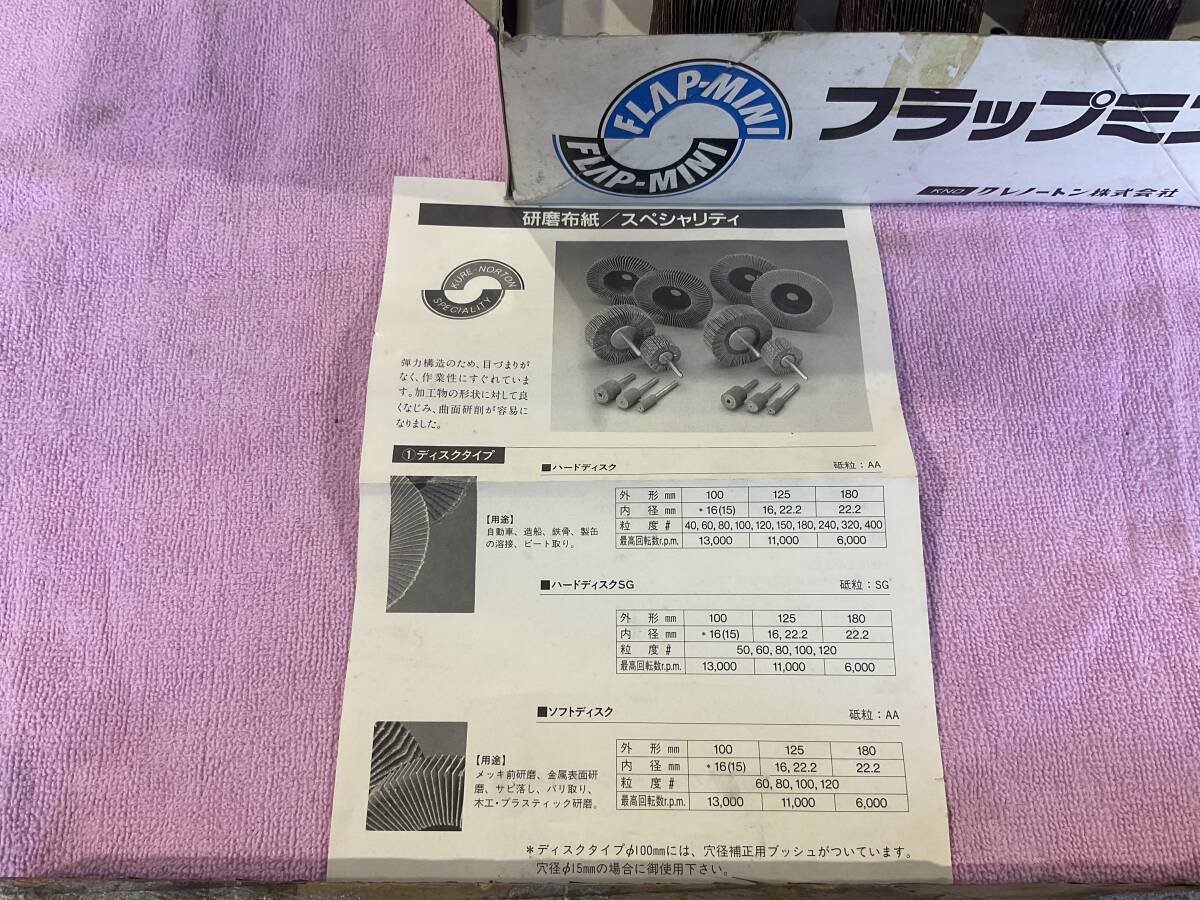 FLAP-MINI
FLAP-MINI
フラップミニ
KNO クレノートン株式会社
研磨布紙/スペシャリティ
KURE-NORTON
SPECIALITY
弾力構造のため、目づまりが
なく、作業性にすぐれていま
す。加工物の形状に対して良
くなじみ、曲面研削が容易に
なりました。
①ディスクタイプ
■ハードディスク 砥粒:AA
【用途】
自動車、造船、鉄骨、製缶
の溶接、ビート取り。
外形mm 100 125 180
内径mm *16(15) 16,22.2 22.2
粒度# 40,60,80,100,120,150,180,240,320,400
最高回転数r.p.m. 13,000 11,000 6,000
■ハードディスクSG 砥粒:SG
外形mm 100 125 180
内径mm *16(15) 16,22.2 22.2
粒度# 50,60,80,100,120
最高回転数r.p.m. 13,000 11,000 6,000
■ソフトディスク 砥粒:AA
【用途】
メッキ前研磨、金属表面研
磨、サビ落し、バリ取り、
木工・プラスティック研磨。
外形mm 100 125 180
内径mm *16(15) 16,22.2 22.2
粒度# 60,80,100,120
最高回転数r.p.m. 13,000 11,000 6,000
*ディスクタイプφ100mmには、穴径補正用ブッシュがついています。
穴径φ15mmの場合に御使用下さい。